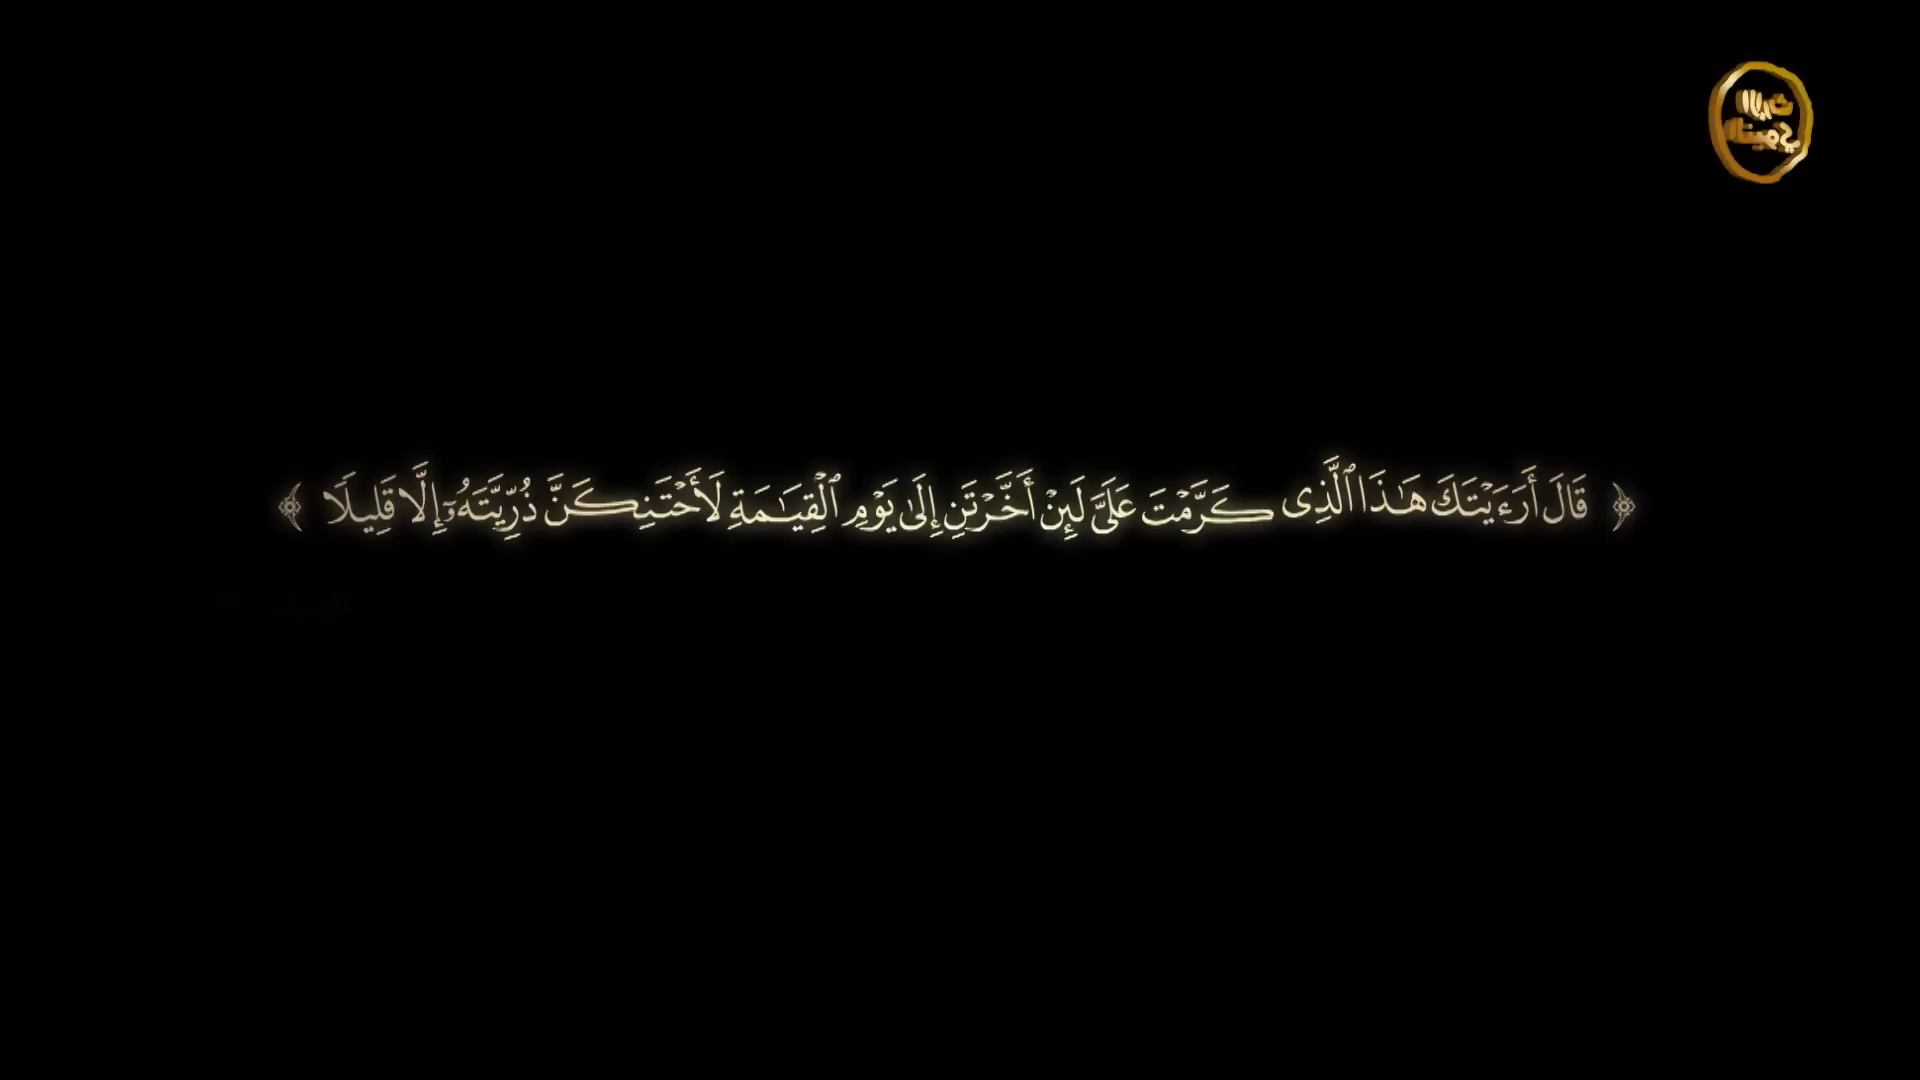 ﴿ قَالَ أَرَءَيْتَكَ هَـٰذَا ٱلَّذِى كَرَّمْتَ عَلَىَّ لَئِنْ أَخَّرْتَنِ إِلَىٰ يَوْمِ ٱلْقِيَـٰمَةِ لَأَحْتَنِكَنَّ ذُرِّيَّتَهُۥٓ إِلَّا قَلِيلًا ﴾